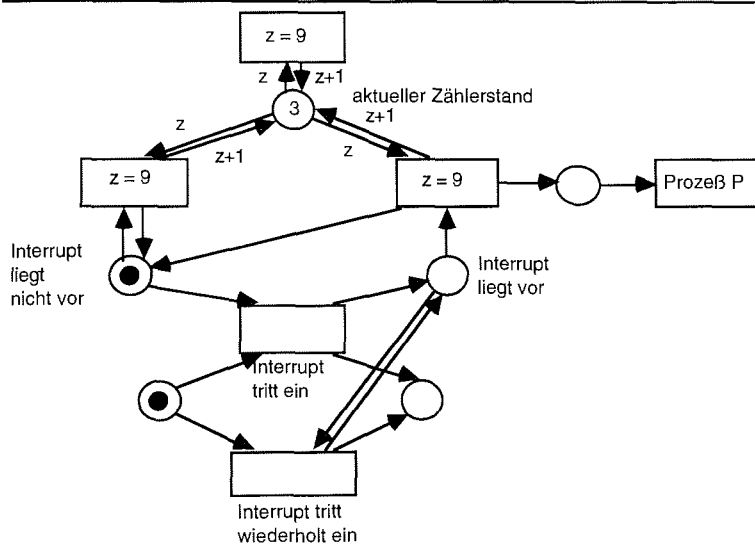 z = 9
z
z+1
3
aktueller Zählerstand
z+1
z
z+1
z
z = 9
z = 9
Prozeß P
Interrupt
liegt
nicht vor
Interrupt
liegt vor
Interrupt
tritt ein
Interrupt tritt
wiederholt ein